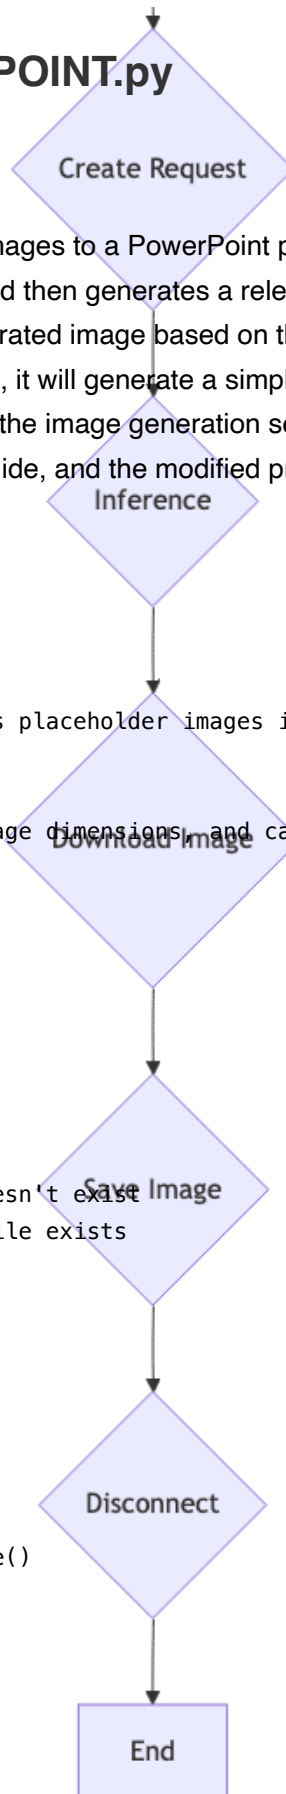 POINT.py
Create Request
mages to a PowerPoint p
d then generates a rele
rated image based on th
, it will generate a simpl
the image generation se
ide, and the modified pr
Inference
s placeholder images i
age dimensions, and ca
Download Image
esn't exist
Save Image
ile exists
Disconnect
e()
End